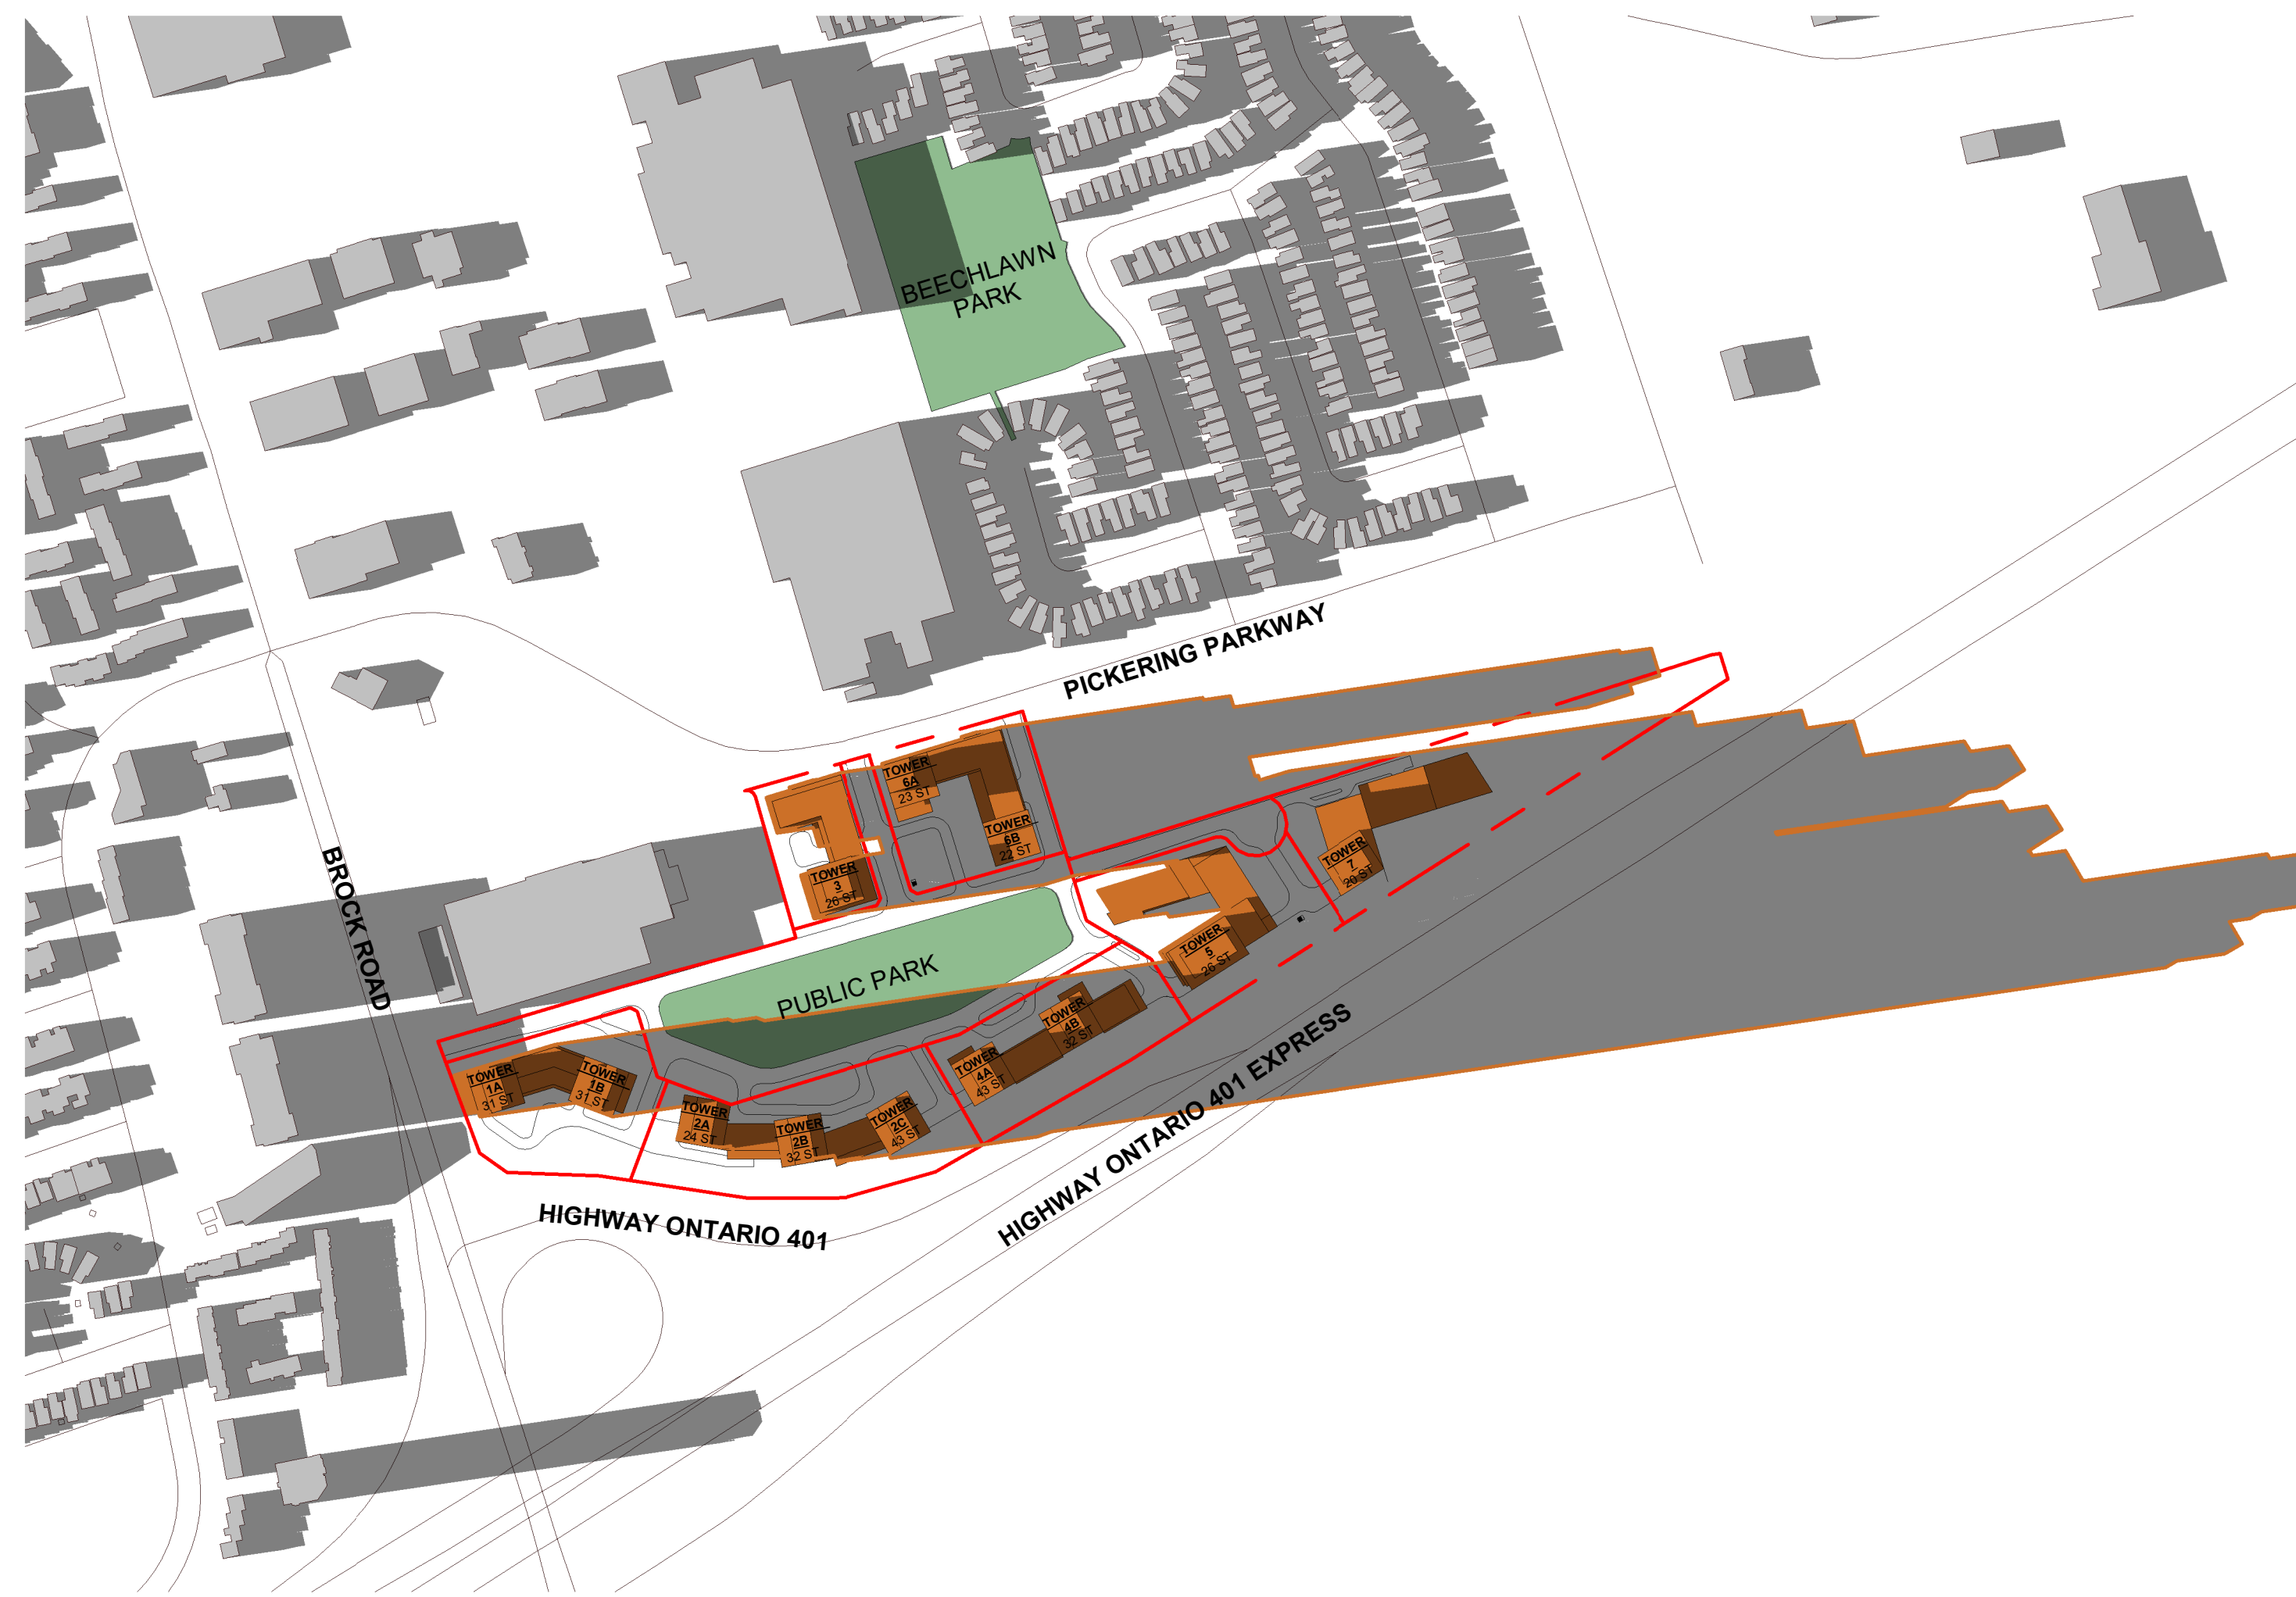 BEECHLAWN
PARK
PICKERING PARKWAY
TOWER
6A
23 ST
TOWER
6B
22 ST
TOWER
3
26 ST
TOWER
7
20 ST
BROCK ROAD
PUBLIC PARK
TOWER
5
26 ST
TOWER
4B
32 ST
TOWER
4A
43 ST
TOWER
1A
31 ST
TOWER
1B
31 ST
TOWER
2A
24 ST
TOWER
2B
32 ST
TOWER
2C
43 ST
HIGHWAY ONTARIO 401 EXPRESS
HIGHWAY ONTARIO 401